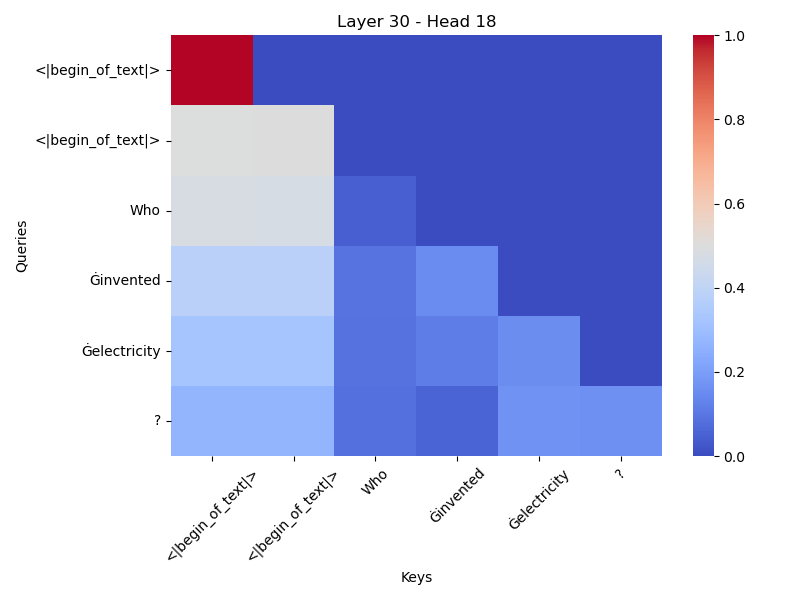 Layer 30 - Head 18
<|begin_of_text|>
<|begin_of_text|>
Who
Ġinvented
Ġelectricity
?
Queries
<|begin_of_text|>
<|begin_of_text|>
Who
Ġinvented
Ġelectricity
?
Keys
1.0
0.8
0.6
0.4
0.2
0.0